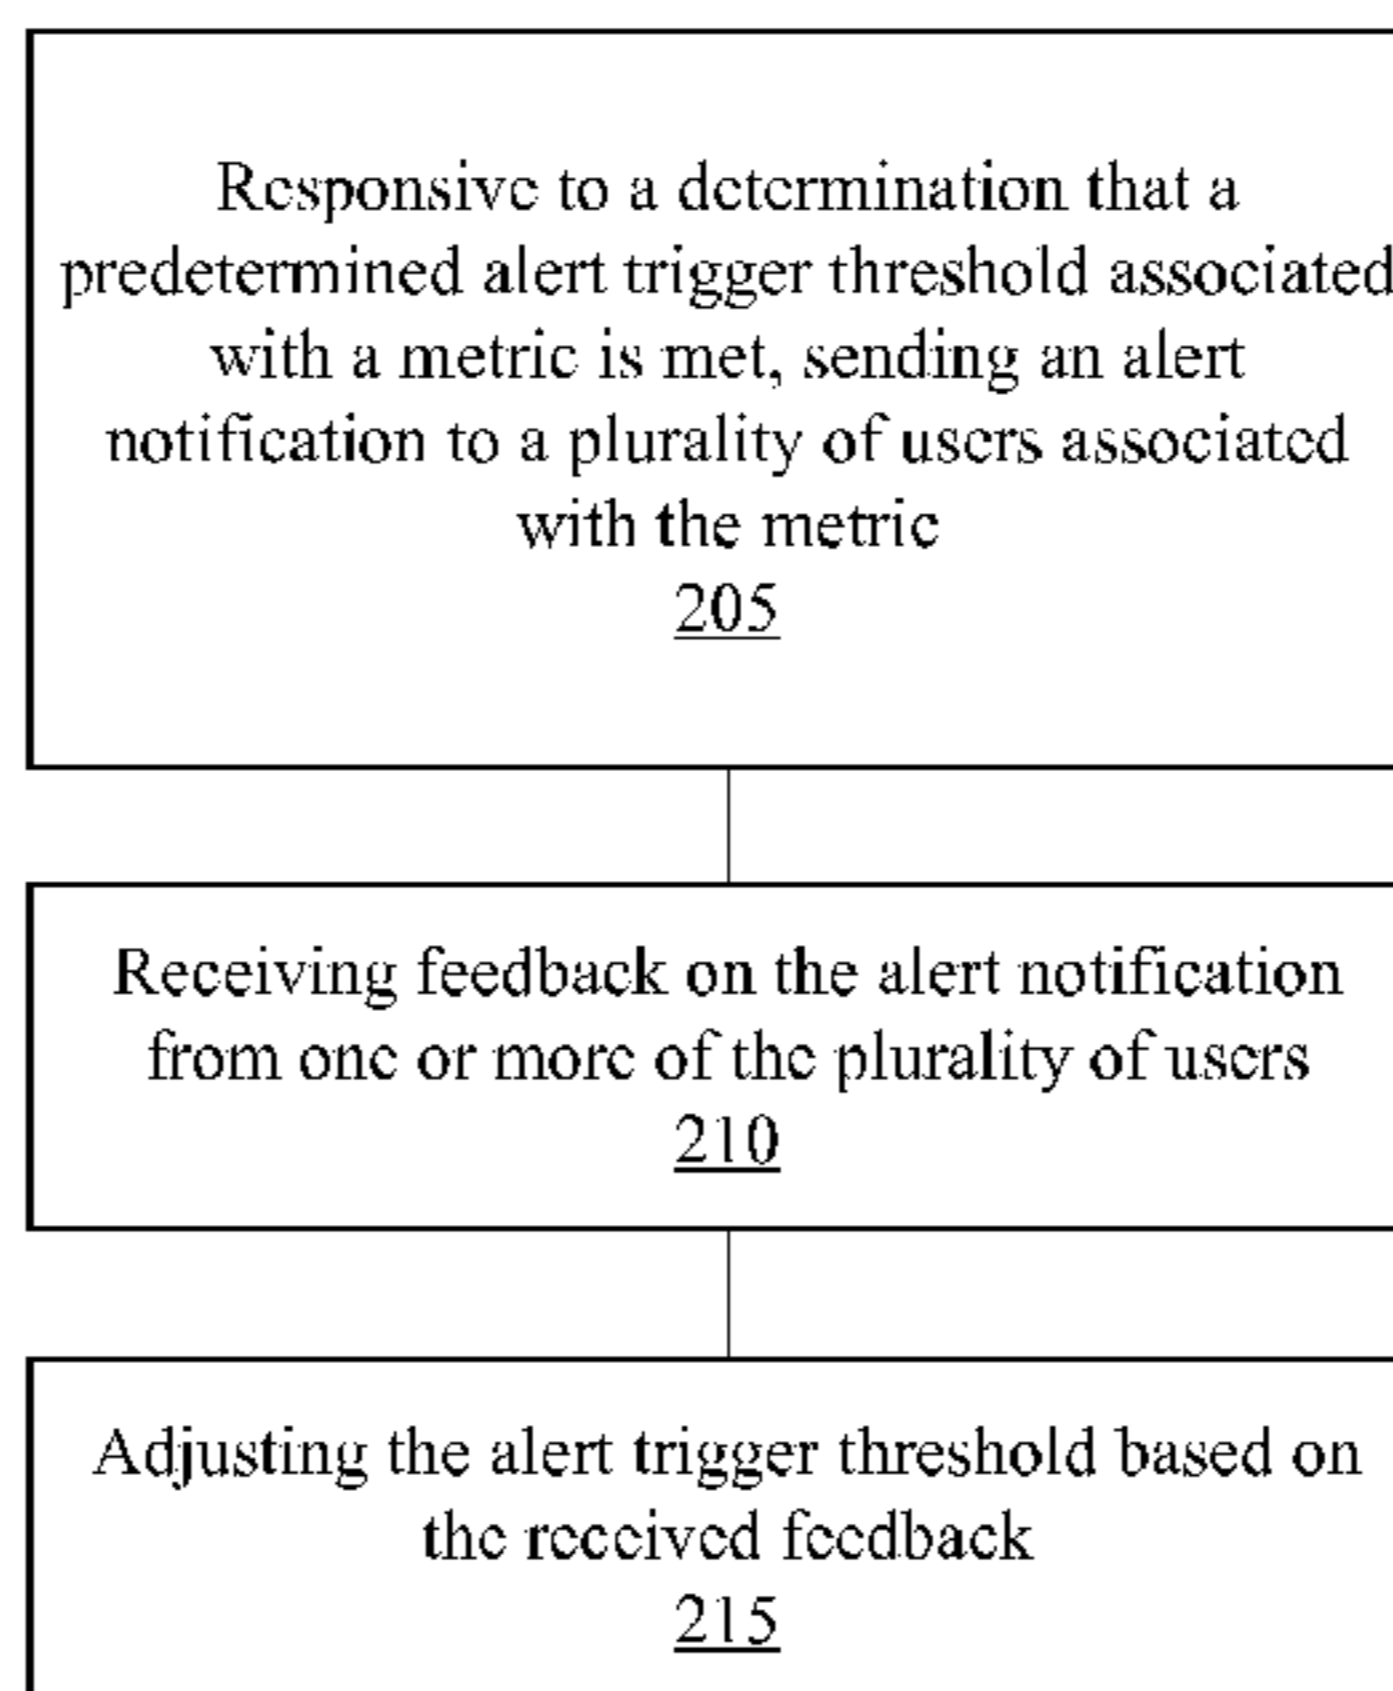 Responsive to a determination that a
predetermined alert trigger threshold associated
with a metric is met, sending an alert
notification to a plurality of users associated
with the metric
205
Receiving feedback on the alert notification
from one or more of the plurality of users
210
Adjusting the alert trigger threshold based on
the received feedback
215